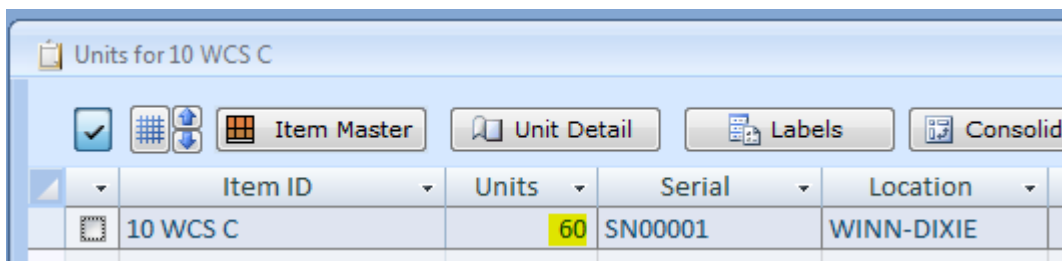 Units for 10 WCS C
Item Master Unit Detail Labels Consolid
Item ID Units Serial Location
10 WCS C 60 SN00001 WINN-DIXIE